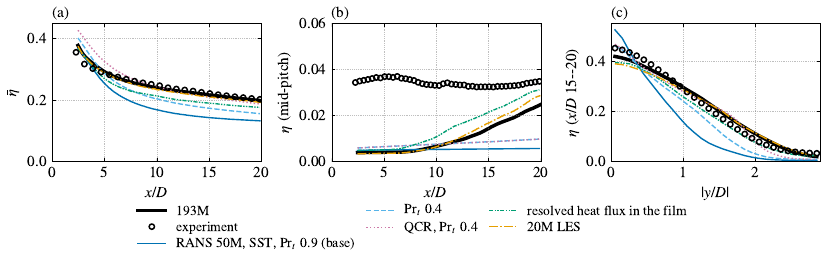 (a)
(b)
(c)
0.4
0.2
0.0
η̄
0
5
10
15
20
x/D
0.06
0.04
0.02
0.00
η (mid-pitch)
0
5
10
15
20
x/D
0.4
0.2
0.0
η (x/D 15--20)
0
1
2
|y/D|
193M
experiment
RANS 50M, SST, Prₜ 0.9 (base)
Prₜ 0.4
QCR, Prₜ 0.4
resolved heat flux in the film
20M LES